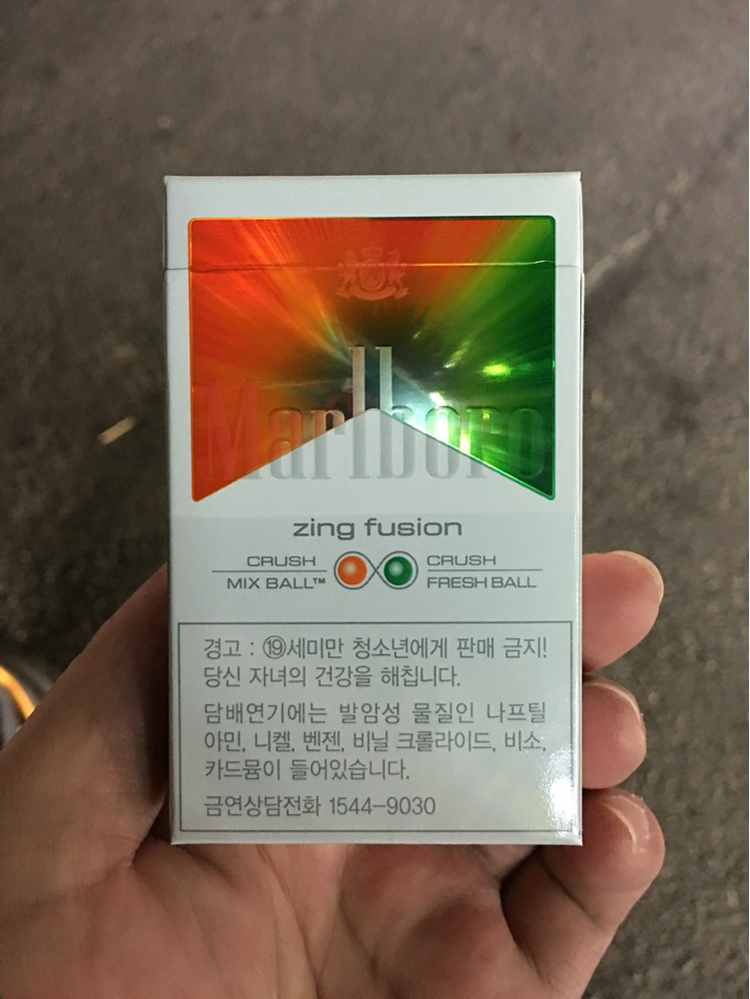 Marlboro
zing fusion
CRUSH
MIX BALL™
CRUSH
FRESH BALL
경고 : ⑲세미만 청소년에게 판매 금지!
당신 자녀의 건강을 해칩니다.
담배연기에는 발암성 물질인 나프틸
아민, 니켈, 벤젠, 비닐 크롤라이드, 비소,
카드뮴이 들어있습니다.
금연상담전화 1544-9030